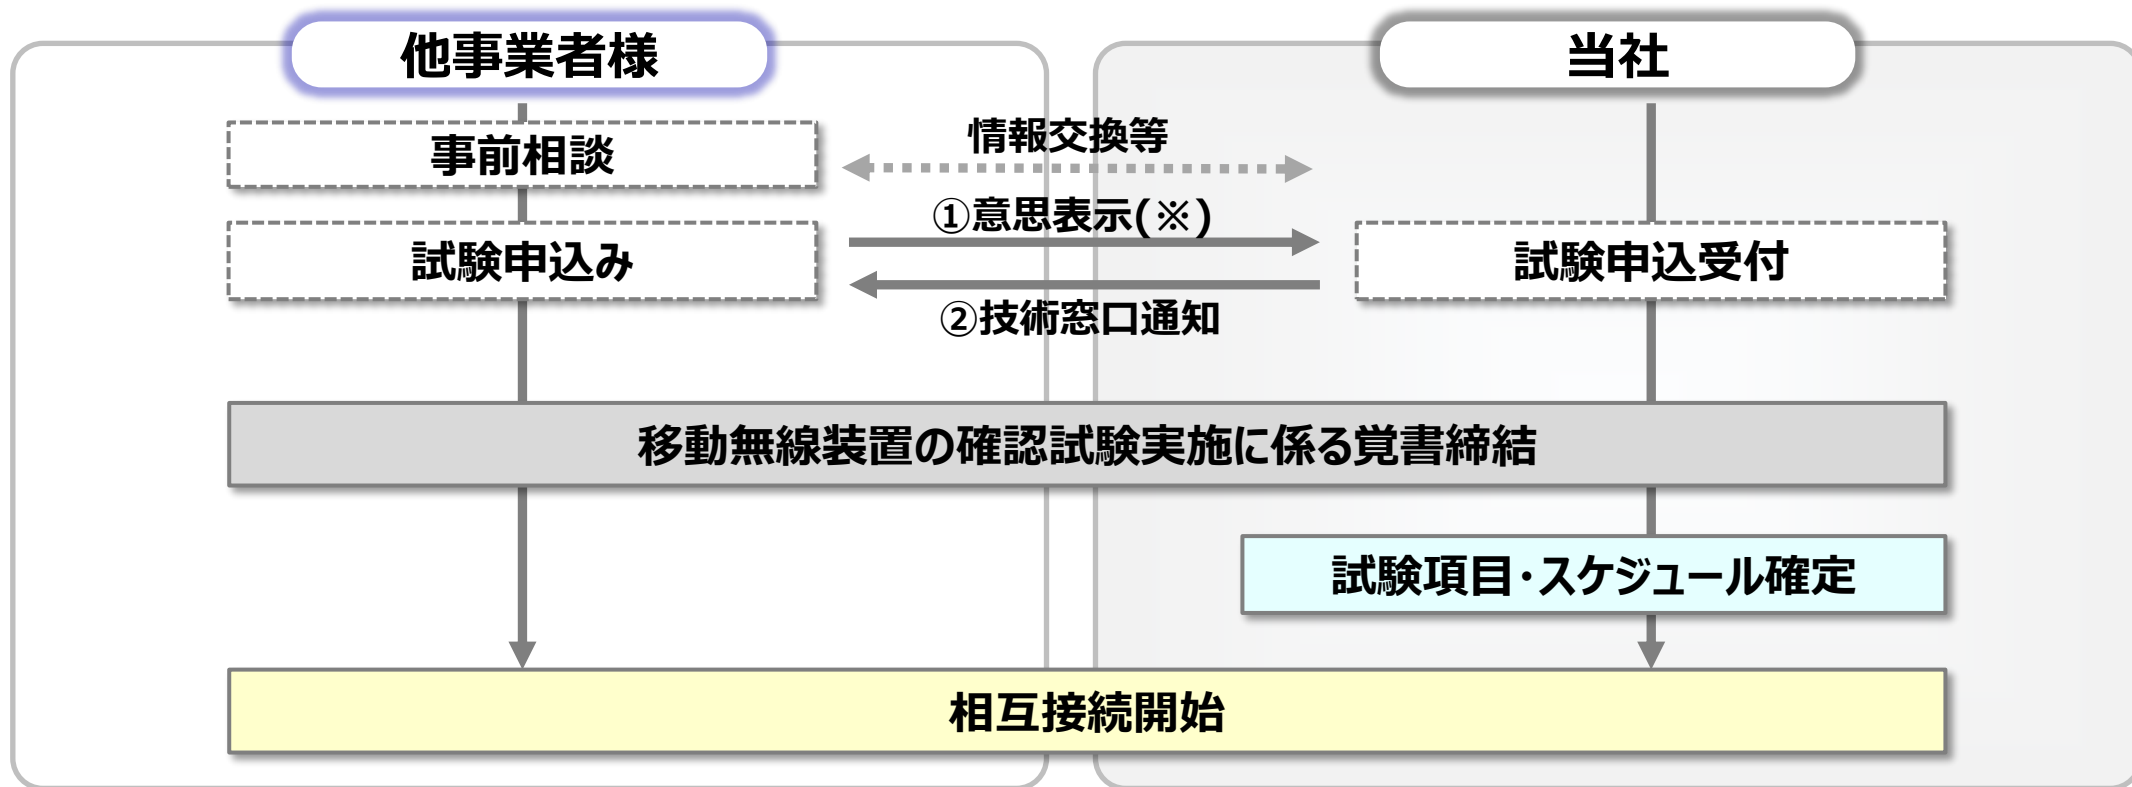 他事業者様
当社
事前相談
情報交換等
①意思表示(※)
試験申込み
試験申込受付
②技術窓口通知
移動無線装置の確認試験実施に係る覚書締結
試験項目・スケジュール確定
相互接続開始